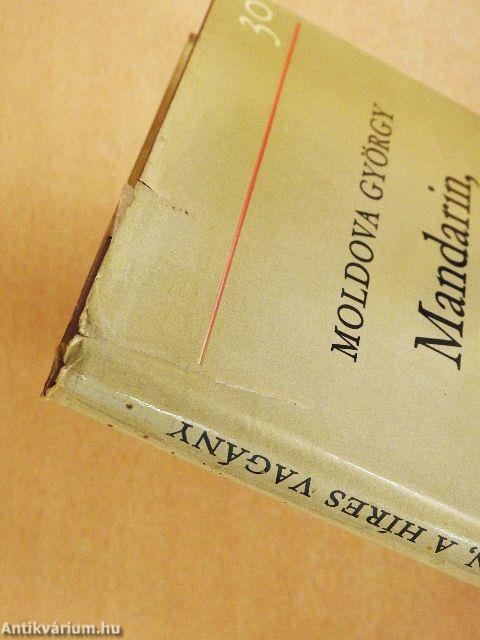 30
MOLDOVA GYÖRGY
Mandarin,
N, A HÍRES VAGÁNY
Antikvárium.hu